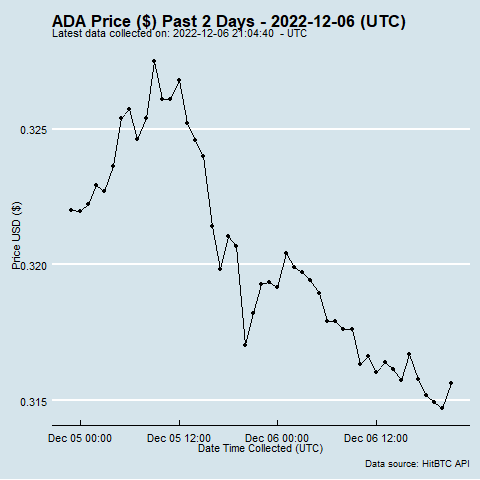 ADA Price ($) Past 2 Days - 2022-12-06 (UTC)
Latest data collected on: 2022-12-06 21:04:40 - UTC
0.325
0.320
0.315
Price USD ($)
Dec 05 00:00 Dec 05 12:00 Dec 06 00:00 Dec 06 12:00
Date Time Collected (UTC)
Data source: HitBTC API